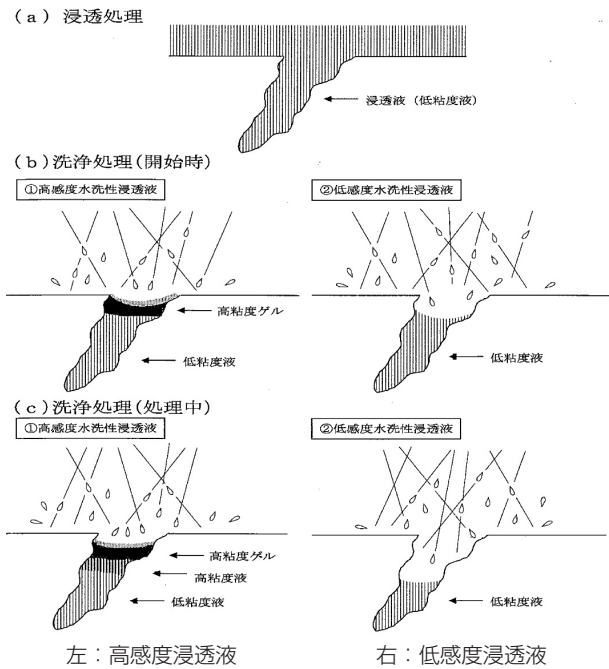 (a) 浸透処理
浸透液 (低粘度液)
(b) 洗浄処理(開始時)
①高感度水洗性浸透液
②低感度水洗性浸透液
高粘度ゲル
低粘度液
低粘度液
(c) 洗浄処理(処理中)
①高感度水洗性浸透液
②低感度水洗性浸透液
高粘度ゲル
高粘度液
低粘度液
低粘度液
左：高感度浸透液
右：低感度浸透液